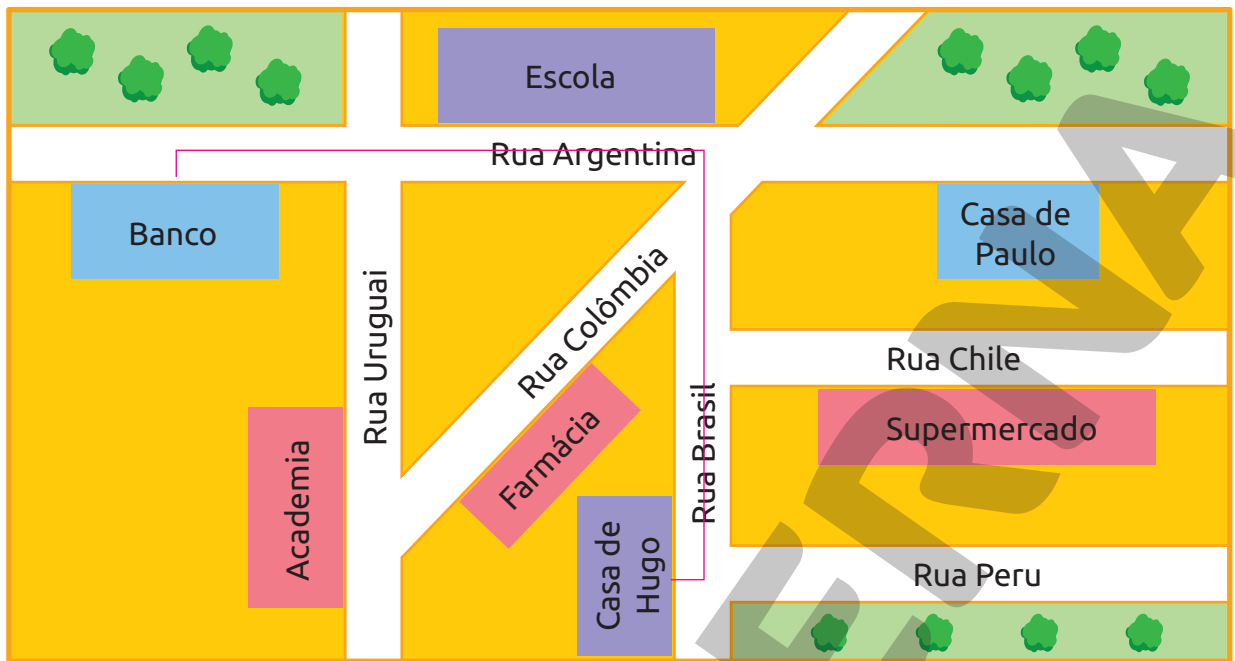 Escola
Rua Argentina
Banco
Casa de
Paulo
Rua Uruguai
Rua Colômbia
Rua Chile
Rua Brasil
Supermercado
Farmácia
Academia
Casa de
Hugo
Rua Peru
ERNA